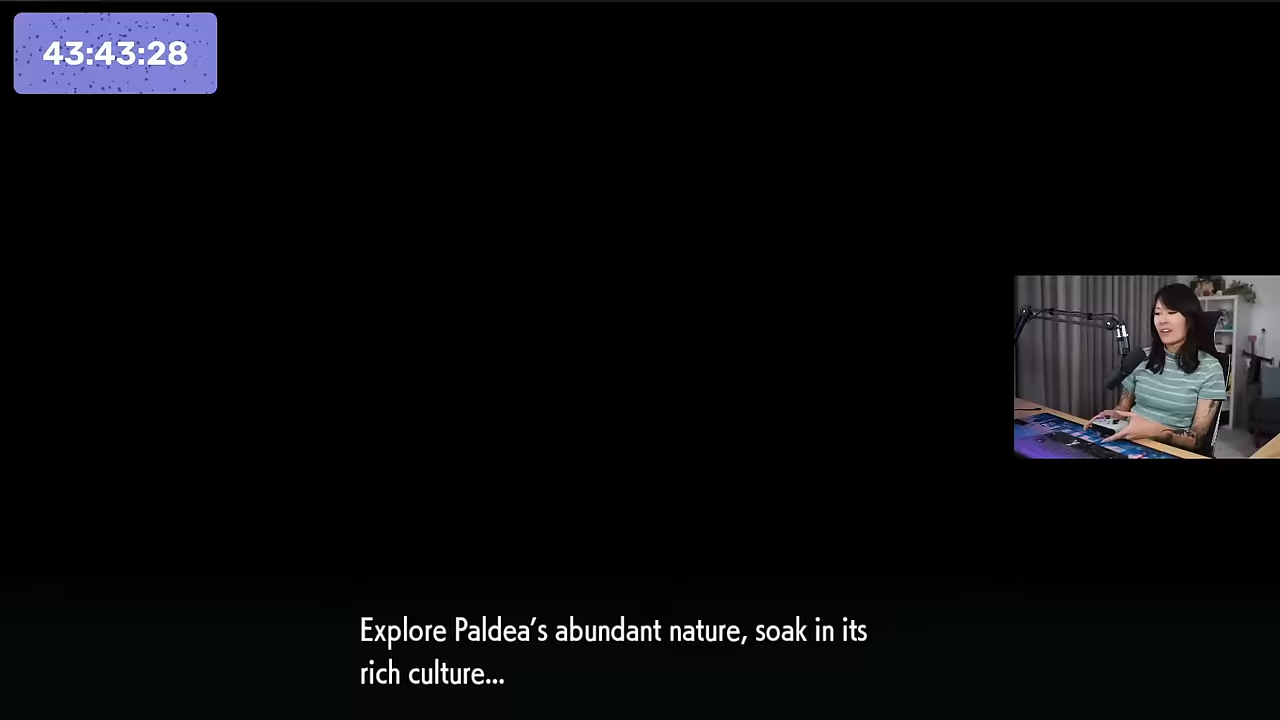 43:43:28
Explore Paldea’s abundant nature, soak in its
rich culture...